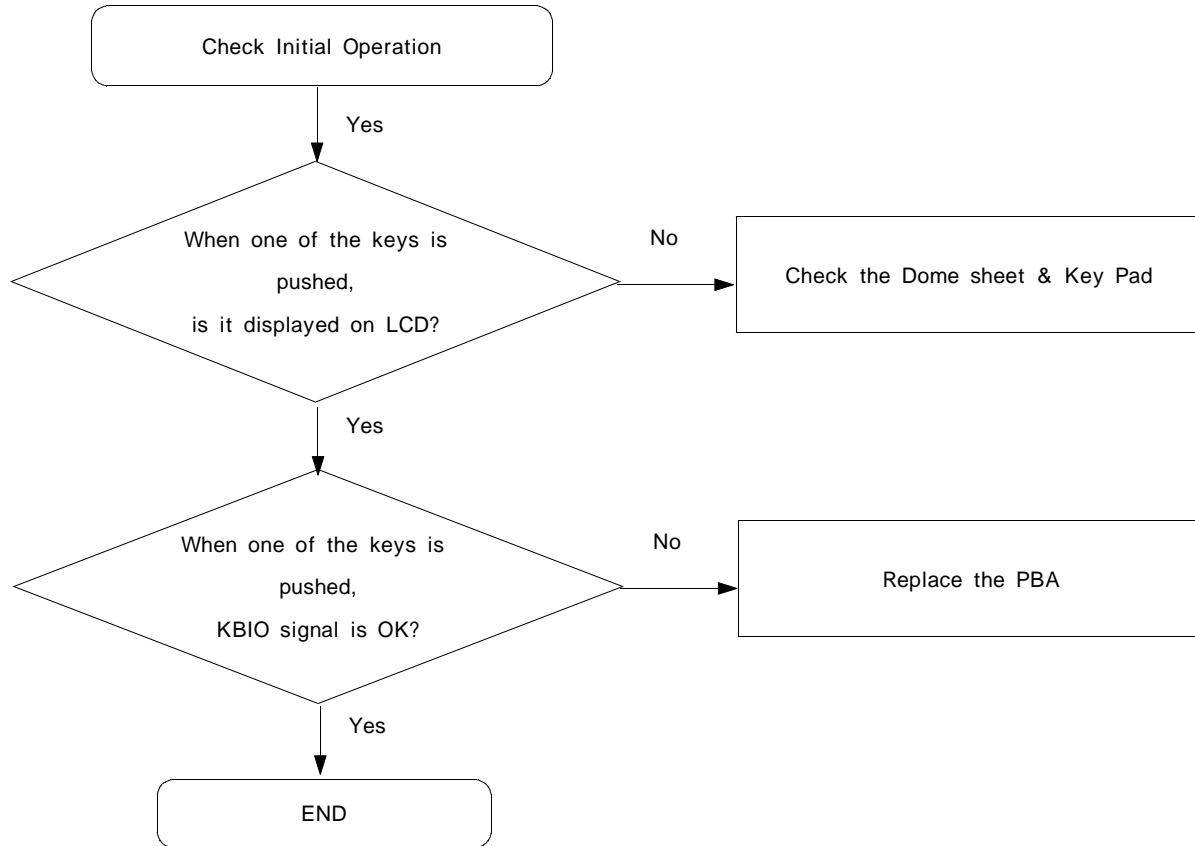 Check Initial Operation
Yes
When one of the keys is
pushed,
is it displayed on LCD?
No
Check the Dome sheet & Key Pad
Yes
When one of the keys is
pushed,
KBIO signal is OK?
No
Replace the PBA
Yes
END